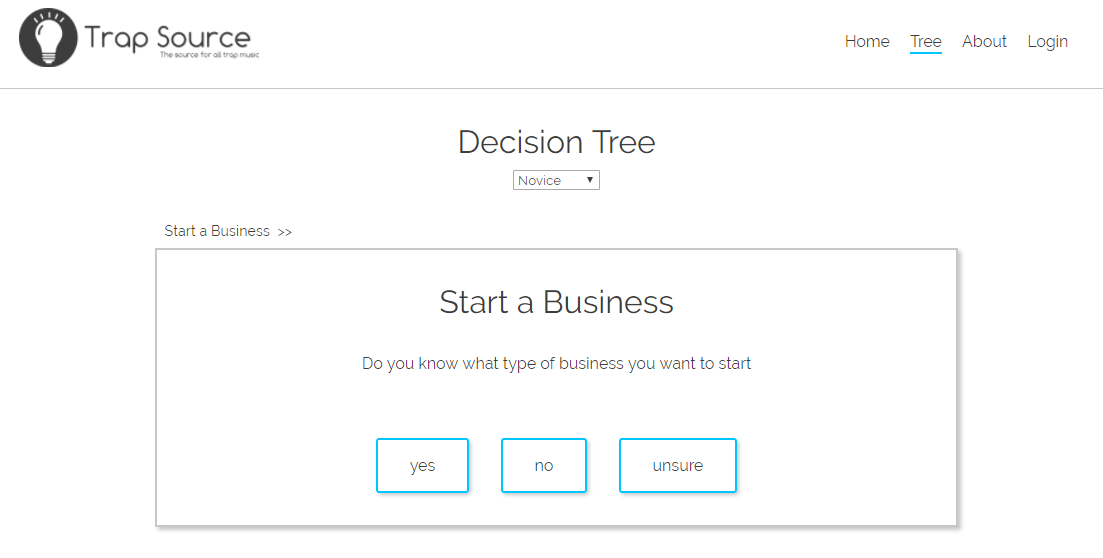 Trap Source
The source for all trap music
Home Tree About Login
Decision Tree
Novice
Start a Business >>
Start a Business
Do you know what type of business you want to start
yes no unsure